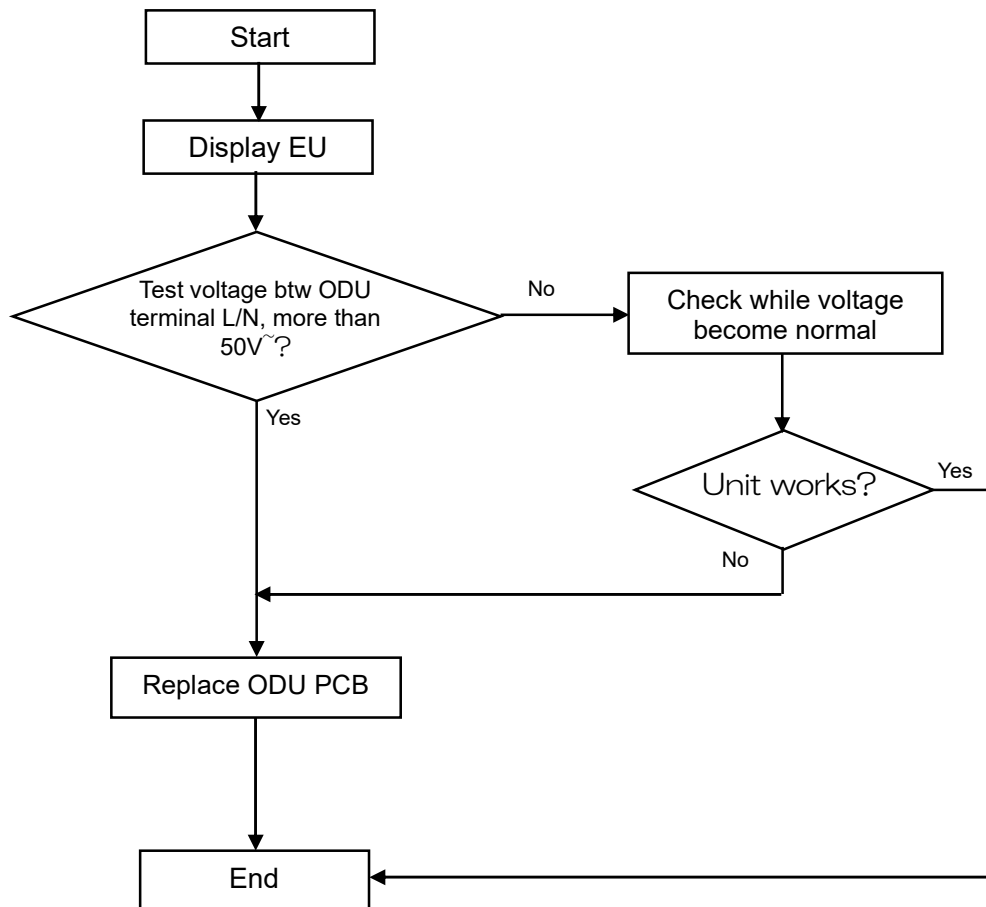 Start
Display EU
Test voltage btw ODU
terminal L/N, more than
50V~?
No
Check while voltage
become normal
Yes
Unit works?
Yes
No
Replace ODU PCB
End